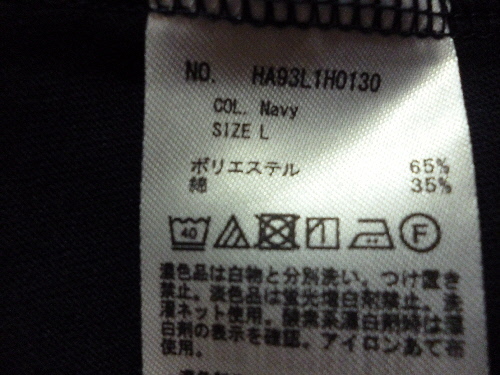 NO. HA93L1H0130
COL. Navy
SIZE L
ポリエステル 65%
綿 35%
40 F
濃色品は白物と分別洗い。つけ置き
禁止。淡色品は蛍光増白剤禁止。洗
濯ネット使用。酸素系漂白剤時は漂
白剤の表示を確認。アイロンあて布
使用。